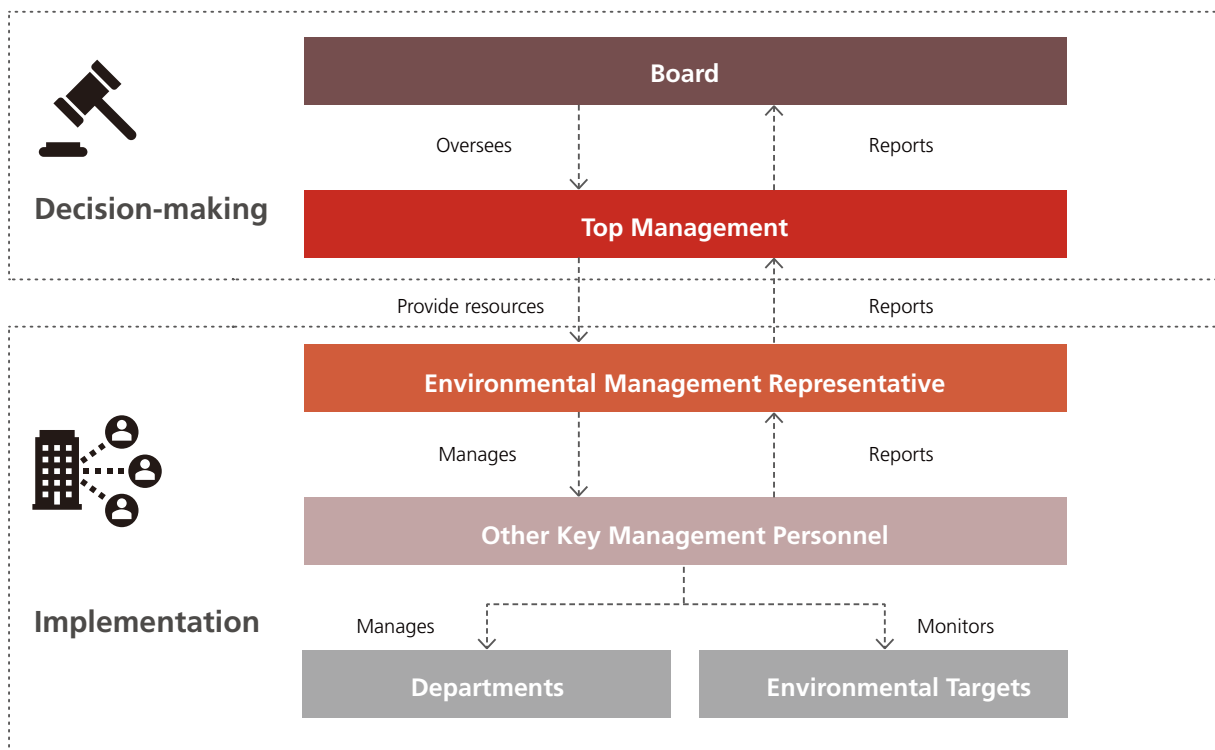 Board
Oversees
Reports
Decision-making
Top Management
Provide resources
Reports
Environmental Management Representative
Manages
Reports
Other Key Management Personnel
Implementation
Manages
Monitors
Departments
Environmental Targets